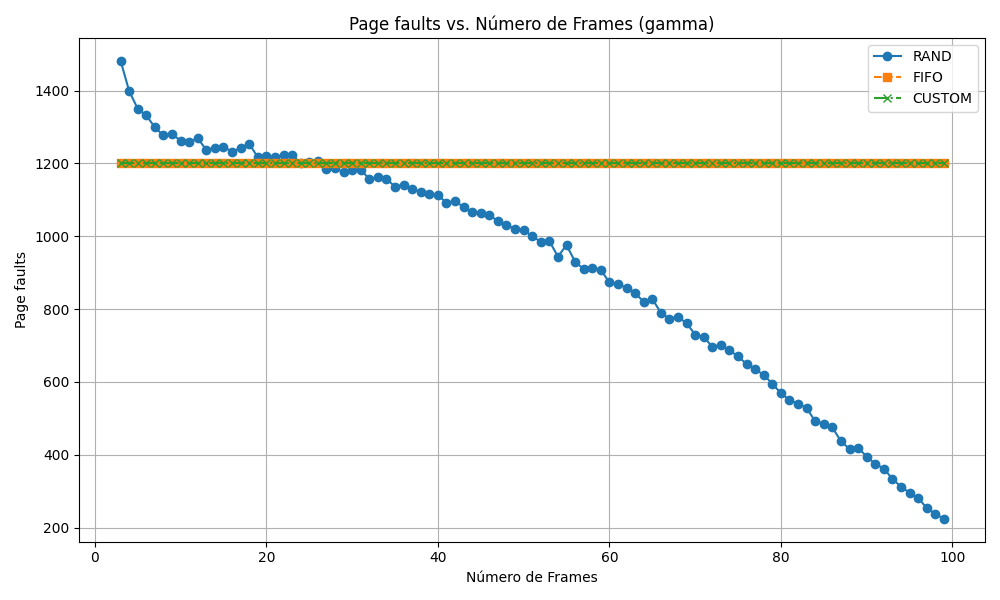 Page faults vs. Número de Frames (gamma)
RAND
FIFO
CUSTOM
Page faults
1400
1200
1000
800
600
400
200
0
20
40
60
80
100
Número de Frames